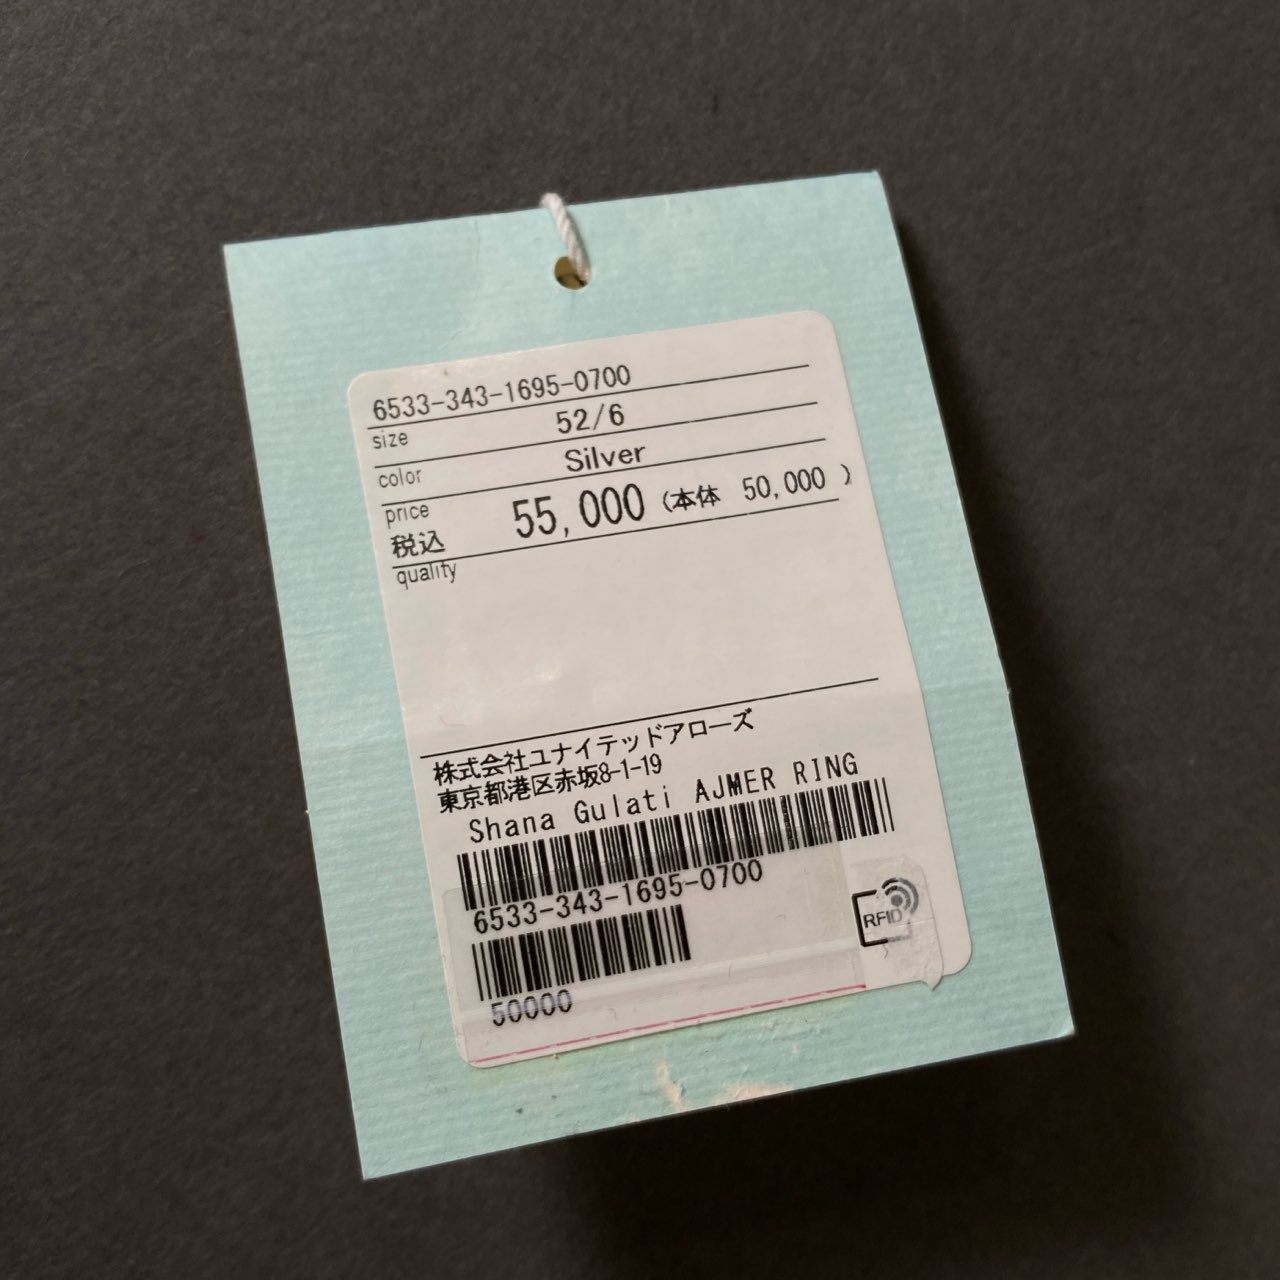 6533-343-1695-0700
size 52/6
color Silver
price
税込 55,000 (本体 50,000 )
quality
株式会社ユナイテッドアローズ
東京都港区赤坂8-1-19
Shana Gulati AJMER RING
6533-343-1695-0700
RFID
50000